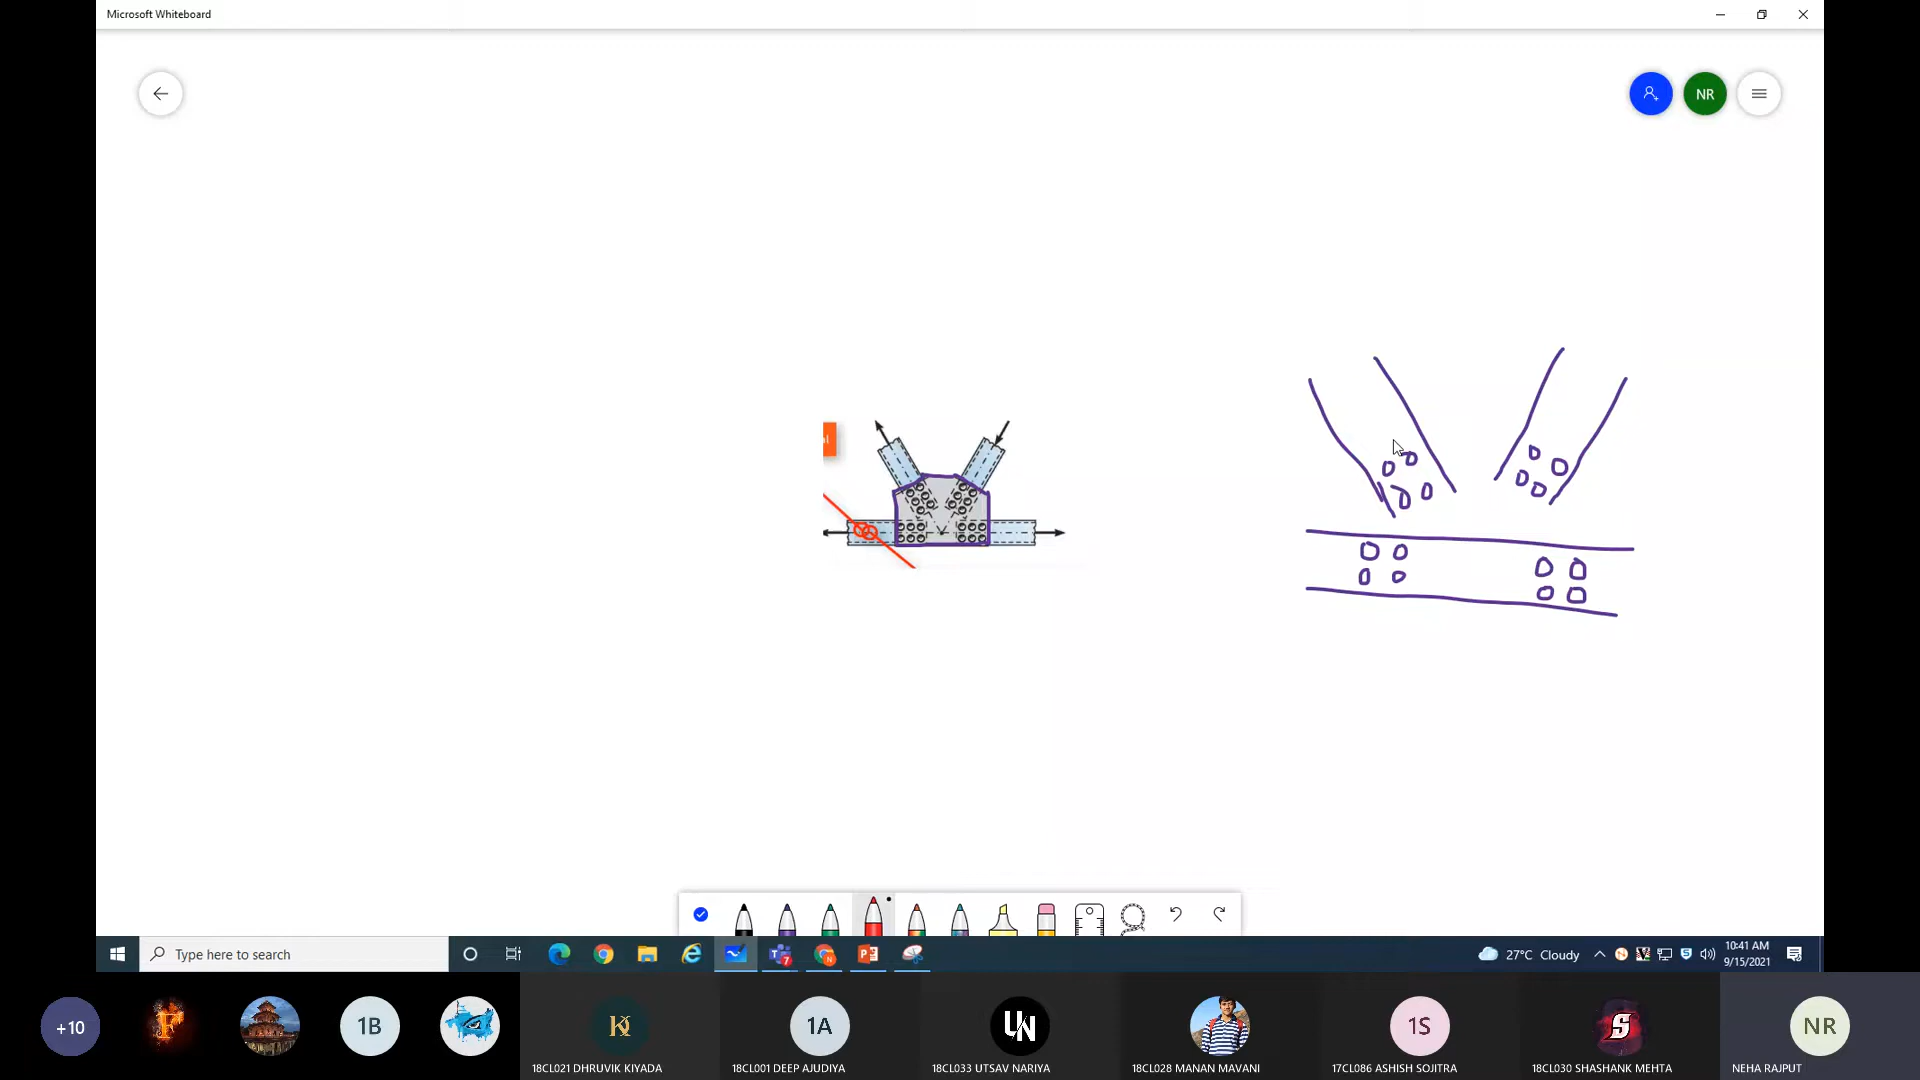 Microsoft Whiteboard
NR
Type here to search
27°C Cloudy
10:41 AM
9/15/2021
+10
1B
1A
UN
1S
S
NR
18CL021 DHRUVIK KIYADA
18CL001 DEEP AJUDIYA
18CL033 UTSAV NARIYA
18CL028 MANAN MAVANI
17CL086 ASHISH SOJITRA
18CL030 SHASHANK MEHTA
NEHA RAJPUT